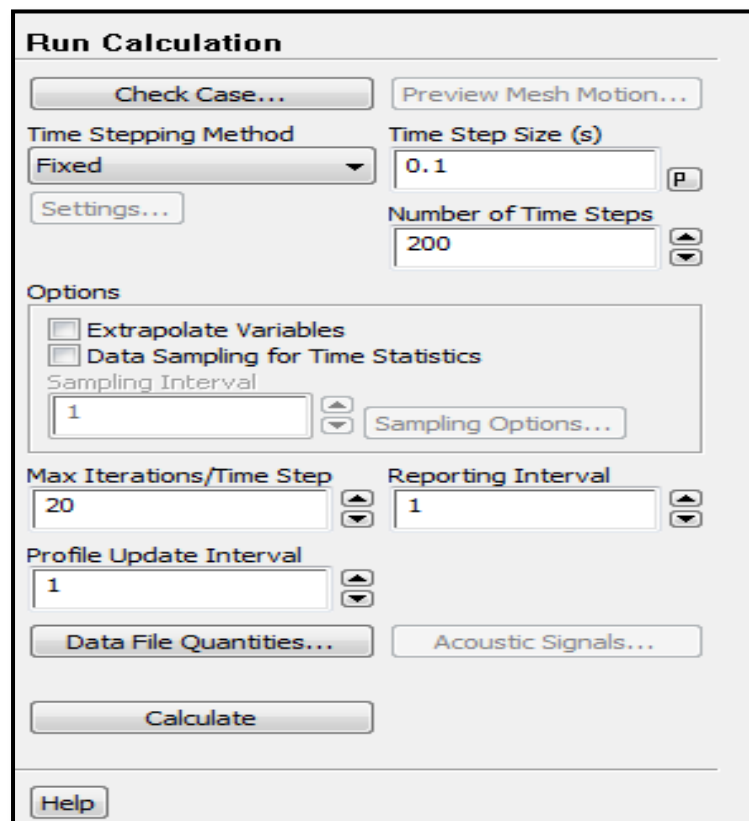 Run Calculation
Check Case... Preview Mesh Motion...
Time Stepping Method Time Step Size (s)
Fixed 0.1 P
Settings... Number of Time Steps
200
Options
Extrapolate Variables
Data Sampling for Time Statistics
Sampling Interval
1 Sampling Options...
Max Iterations/Time Step Reporting Interval
20 1
Profile Update Interval
1
Data File Quantities... Acoustic Signals...
Calculate
Help